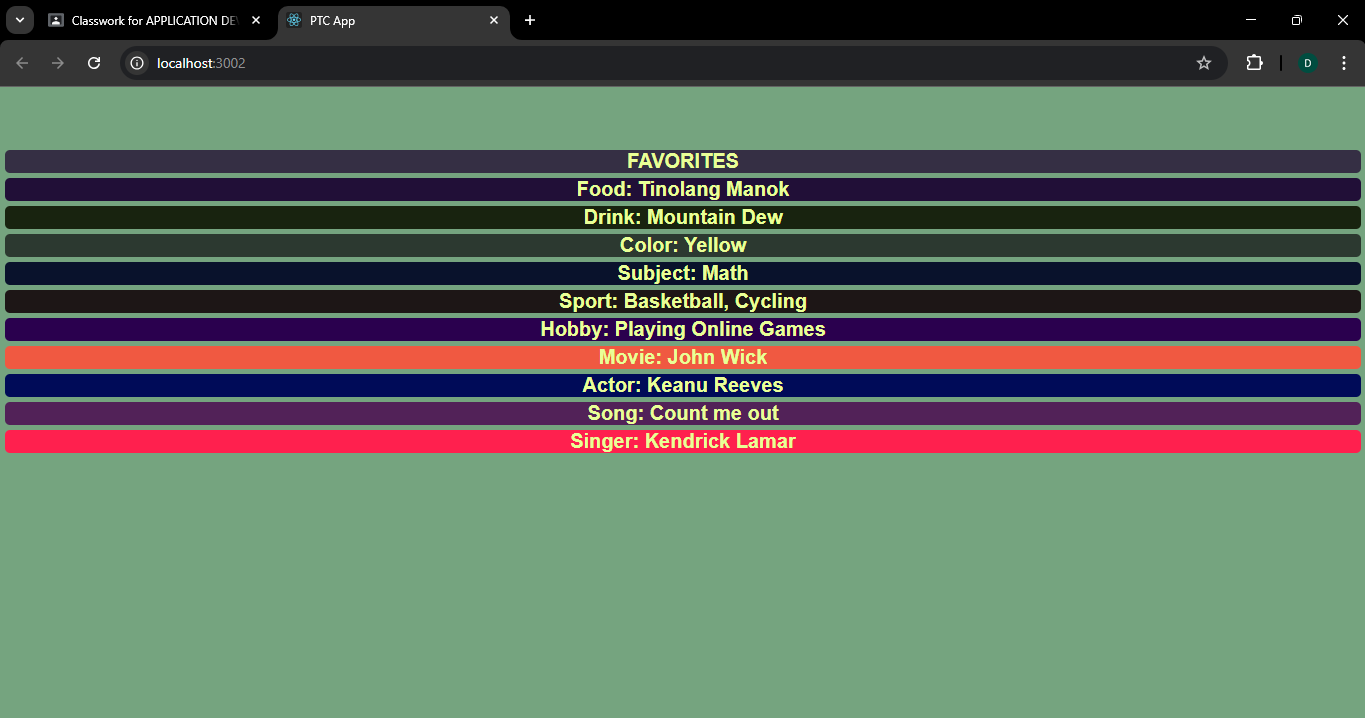 Classwork for APPLICATION DE
PTC App
localhost:3002
D
FAVORITES
Food: Tinolang Manok
Drink: Mountain Dew
Color: Yellow
Subject: Math
Sport: Basketball, Cycling
Hobby: Playing Online Games
Movie: John Wick
Actor: Keanu Reeves
Song: Count me out
Singer: Kendrick Lamar